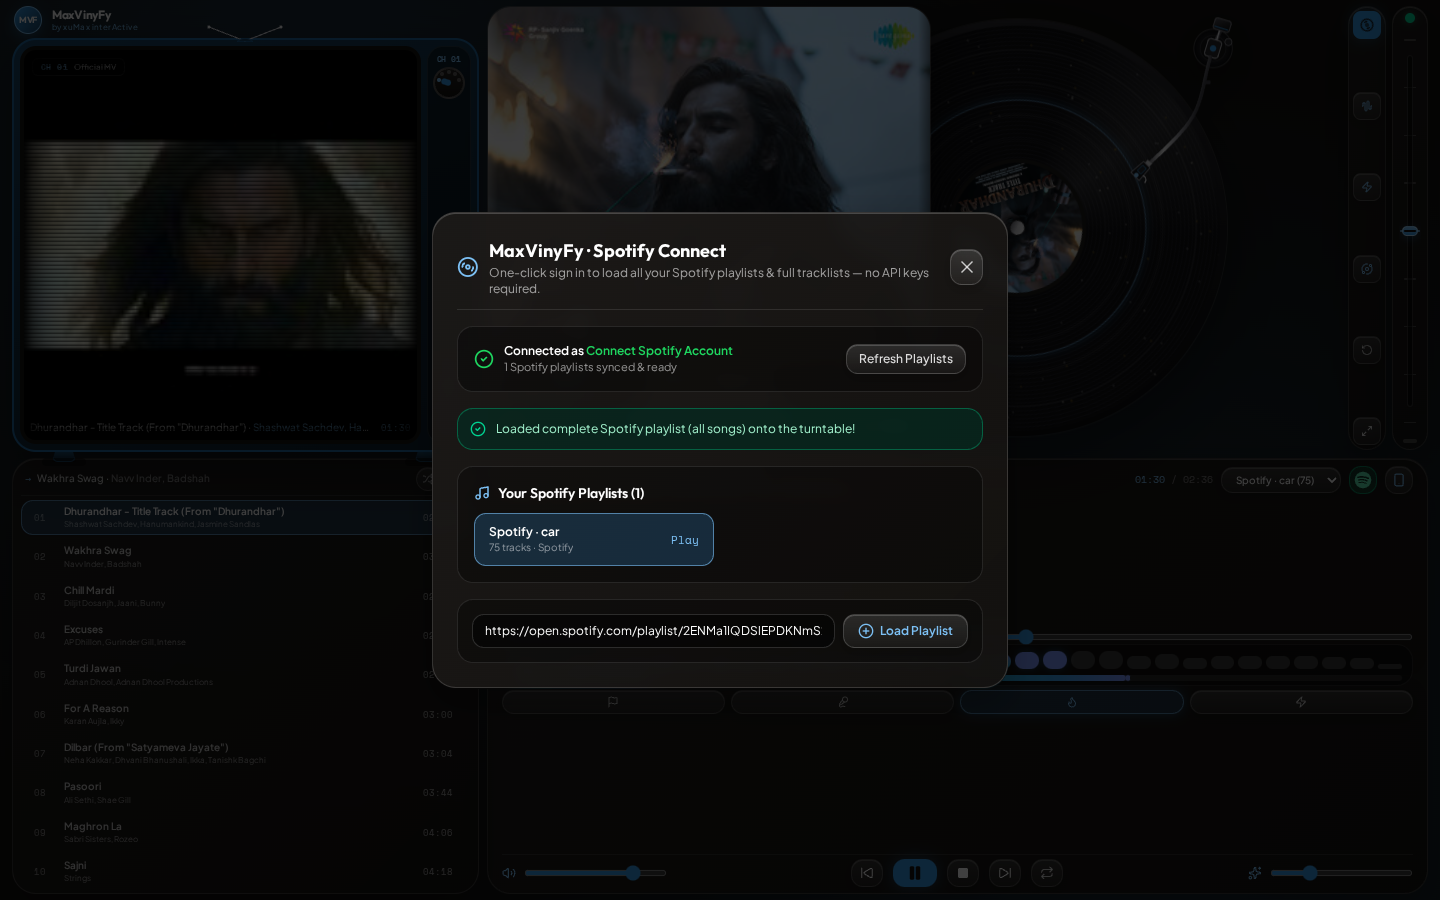 MVF
MaxVinyFy
by xuMaxinterActive
CH 01 Official MV
CH 01
MaxVinyFy · Spotify Connect
One-click sign in to load all your Spotify playlists & full tracklists — no API keys
required.
Connected as Connect Spotify Account
1 Spotify playlists synced & ready
Refresh Playlists
Loaded complete Spotify playlist (all songs) onto the turntable!
Your Spotify Playlists (1)
Spotify · car
75 tracks · Spotify
Play
https://open.spotify.com/playlist/2ENMa1lQDSIEPDKNmS
Load Playlist
Dhurandhar - Title Track (From "Dhurandhar") · Shashwat Sachdev, Ha...
→ Wakhra Swag · Navv Inder, Badshah
01:30 / 02:30
Spotify · car (75)
01 Dhurandhar - Title Track (From "Dhurandhar")
Shashwat Sachdev, Hanumankind, Jasmine Sandlas
02 Wakhra Swag
Navv Inder, Badshah
03 Chill Mardi
Diljit Dosanjh, Jaani, Bunny
04 Excuses
AP Dhillon, Gurinder Gill, Intense
05 Turdi Jawan
Adnan Dhool, Adnan Dhool Productions
06 For A Reason 03:00
Karan Aujla, Ikky
07 Dilbar (From "Satyameva Jayate") 03:04
Neha Kakkar, Dhvani Bhanushali, Ikka, Tanishk Bagchi
08 Pasoori 03:44
Ali Sethi, Shae Gill
09 Maghron La 04:06
Sabri Sisters, Rozeo
10 Sajni 04:18
Strings